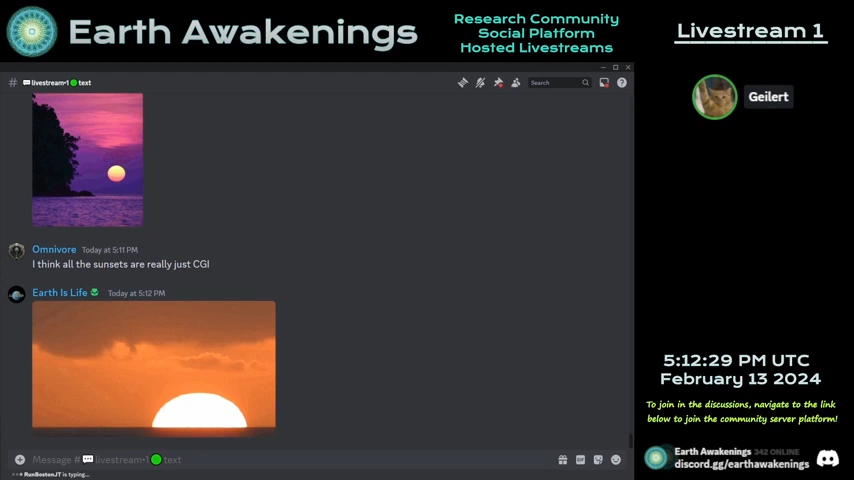 Earth Awakenings
Research Community
Social Platform
Hosted Livestreams
Livestream 1
# livestream-1 text
Search
Geilert
Omnivore Today at 5:11 PM
I think all the sunsets are really just CGI
Earth Is Life Today at 5:12 PM
5:12:29 PM UTC
February 13 2024
To join in the discussions, navigate to the link
below to join the community server platform!
Message # livestream-1 text
GIF
RunBostonJT is typing...
Earth Awakenings 342 ONLINE
discord.gg/earthawakenings